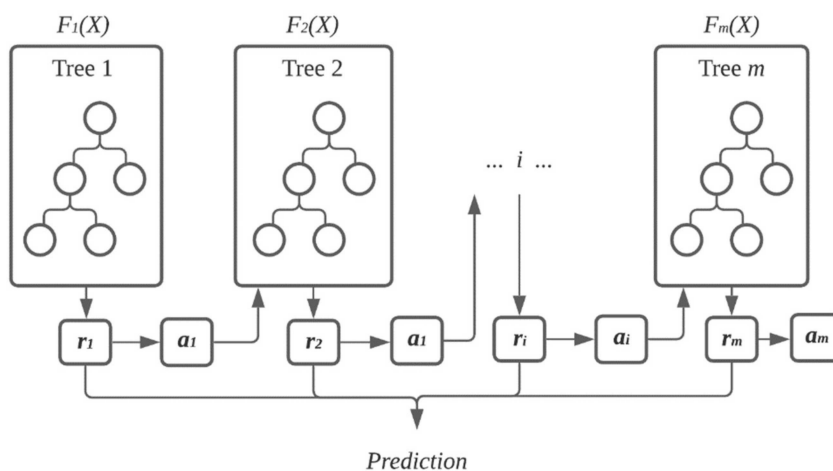 F1(X) F2(X) Fm(X)
Tree 1 Tree 2 Tree m
... i ...
r1 a1 r2 a1 ri ai rm am
Prediction